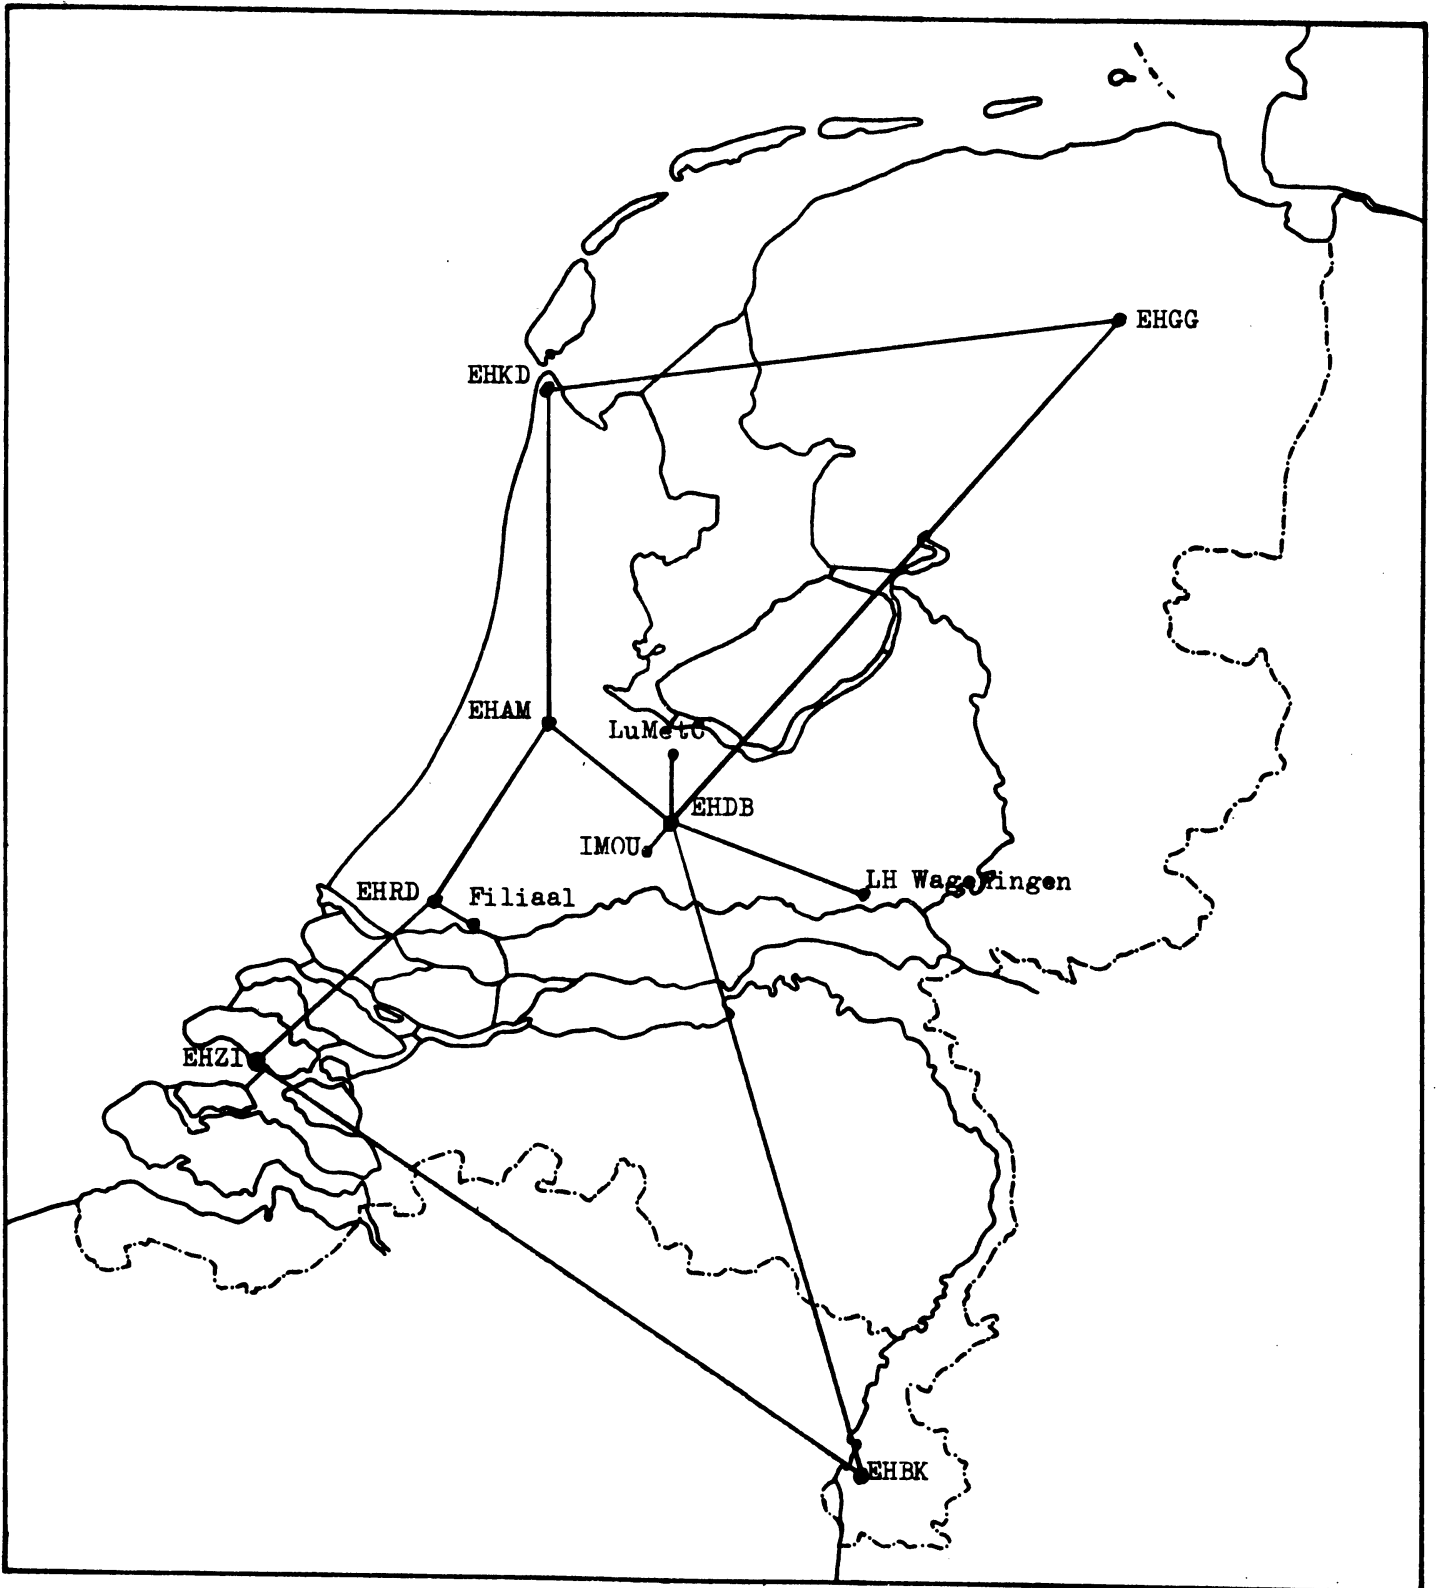 EHGG
EHKD
EHAM
LuMetC
EHDB
IMOU
LH Wageningen
EHRD
Filiaal
EHZI
EHBK